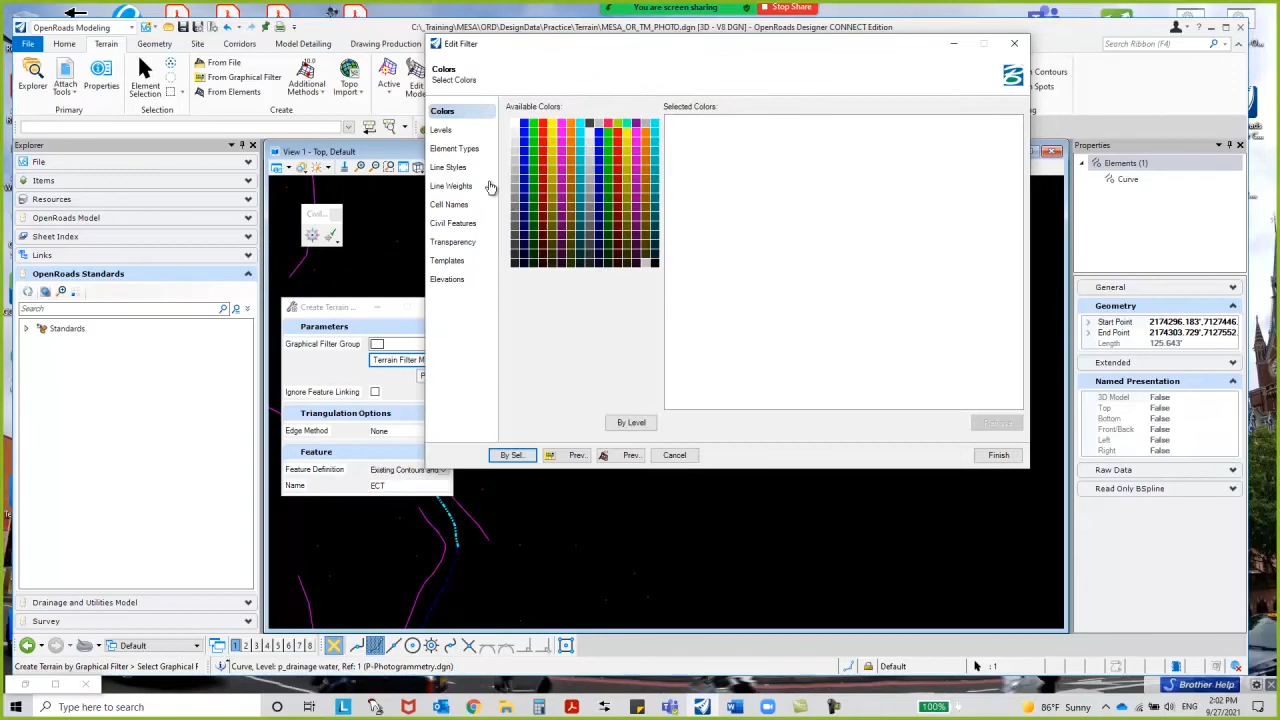 You are screen sharing
Stop Share
OpenRoads Modeling
C:_Training\MESA\ORD\DesignData\Practice\Terrain\MESA_OR_TM_PHOTO.dgn [3D - V8 DGN] - OpenRoads Designer CONNECT Edition
File
Home
Terrain
Geometry
Site
Corridors
Model Detailing
Drawing Production
Search Ribbon (F4)
Explorer
Attach Tools
Properties
Primary
Element Selection
Selection
From File
From Graphical Filter
From Elements
Additional Methods
Topo Import
Create
Active
Contours
Spots
Edit Filter
Colors
Select Colors
Colors
Levels
Element Types
Line Styles
Line Weights
Cell Names
Civil Features
Transparency
Templates
Elevations
Available Colors:
Selected Colors:
By Level
By Sel..
Prev..
Prev..
Cancel
Finish
Explorer
File
Items
Resources
OpenRoads Model
Sheet Index
Links
OpenRoads Standards
Search
Standards
Drainage and Utilities Model
Survey
View 1 - Top, Default
Civil...
Create Terrain ...
Parameters
Graphical Filter Group
Terrain Filter M
Ignore Feature Linking
Triangulation Options
Edge Method
None
Feature
Feature Definition
Existing Contours and
Name
ECT
Properties
Elements (1)
Curve
General
Geometry
Start Point
2174296.183',7127446.
End Point
2174303.729',7127552.
Length
125.643'
Extended
Named Presentation
3D Model
False
Top
False
Bottom
False
Front/Back
False
Left
False
Right
False
Raw Data
Read Only BSpline
Default
1 2 3 4 5 6 7 8
Create Terrain by Graphical Filter > Select Graphical F
Curve, Level: p_drainage water, Ref: 1 (P-Photogrammetry.dgn)
Default
: 1
Brother Help
Type here to search
100%
86°F Sunny
2:02 PM
9/27/2021